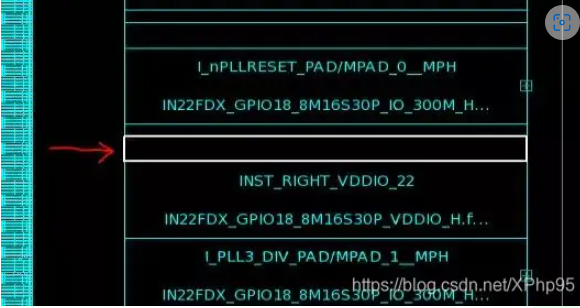 I_nPLLRESET_PAD/MPAD_0__MPH
IN22FDX_GPIO18_8M16S30P_IO_300M_H...
INST_RIGHT_VDDIO_22
IN22FDX_GPIO18_8M16S30P_VDDIO_H.f...
I_PLL3_DIV_PAD/MPAD_1__MPH
IN22FDX_GPIO18_8M16S30P_IO_300M_H...
https://blog.csdn.net/XPhp95